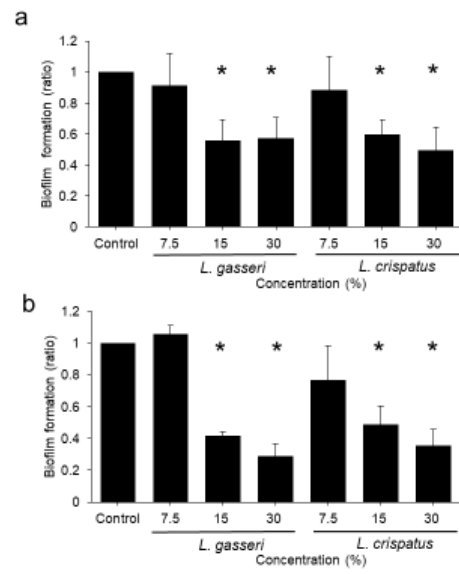 a
1.2
1
0.8
0.6
0.4
0.2
0
Biofilm formation (ratio)
* * * *
Control 7.5 15 30 7.5 15 30
L. gasseri L. crispatus
Concentration (%)
b
1.2
1
0.8
0.6
0.4
0.2
0
Biofilm formation (ratio)
* * * *
Control 7.5 15 30 7.5 15 30
L. gasseri L. crispatus
Concentration (%)